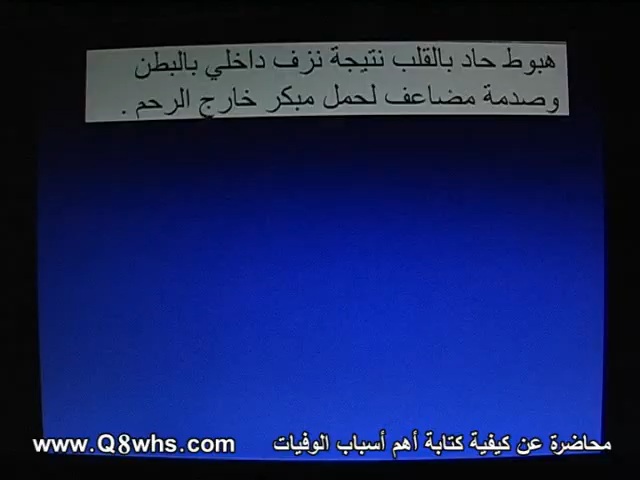 هبوط حاد بالقلب نتيجة نزف داخلي بالبطن
وصدمة مضاعف لحمل مبكر خارج الرحم .
محاضرة عن كيفية كتابة أهم أسباب الوفيات www.Q8whs.com